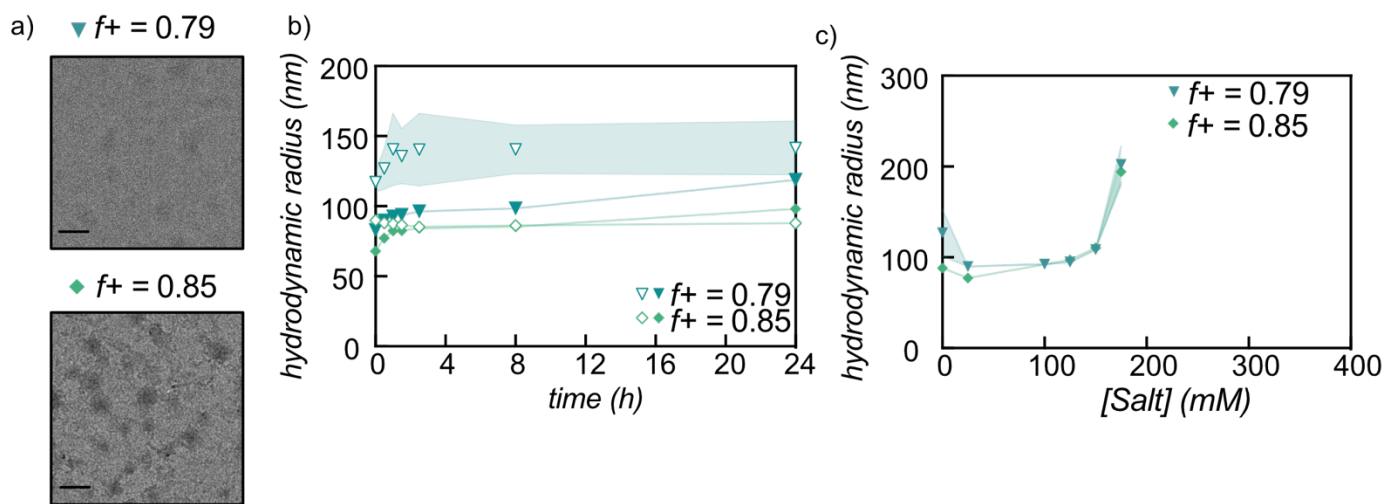 a)
▼ f+ = 0.79
◆ f+ = 0.85
b)
hydrodynamic radius (nm)
200
150
100
50
0
0 4 8 12 16 20 24
time (h)
▽▼ f+ = 0.79
◇◆ f+ = 0.85
c)
hydrodynamic radius (nm)
300
200
100
0
0 100 200 300 400
[Salt] (mM)
▼ f+ = 0.79
◆ f+ = 0.85